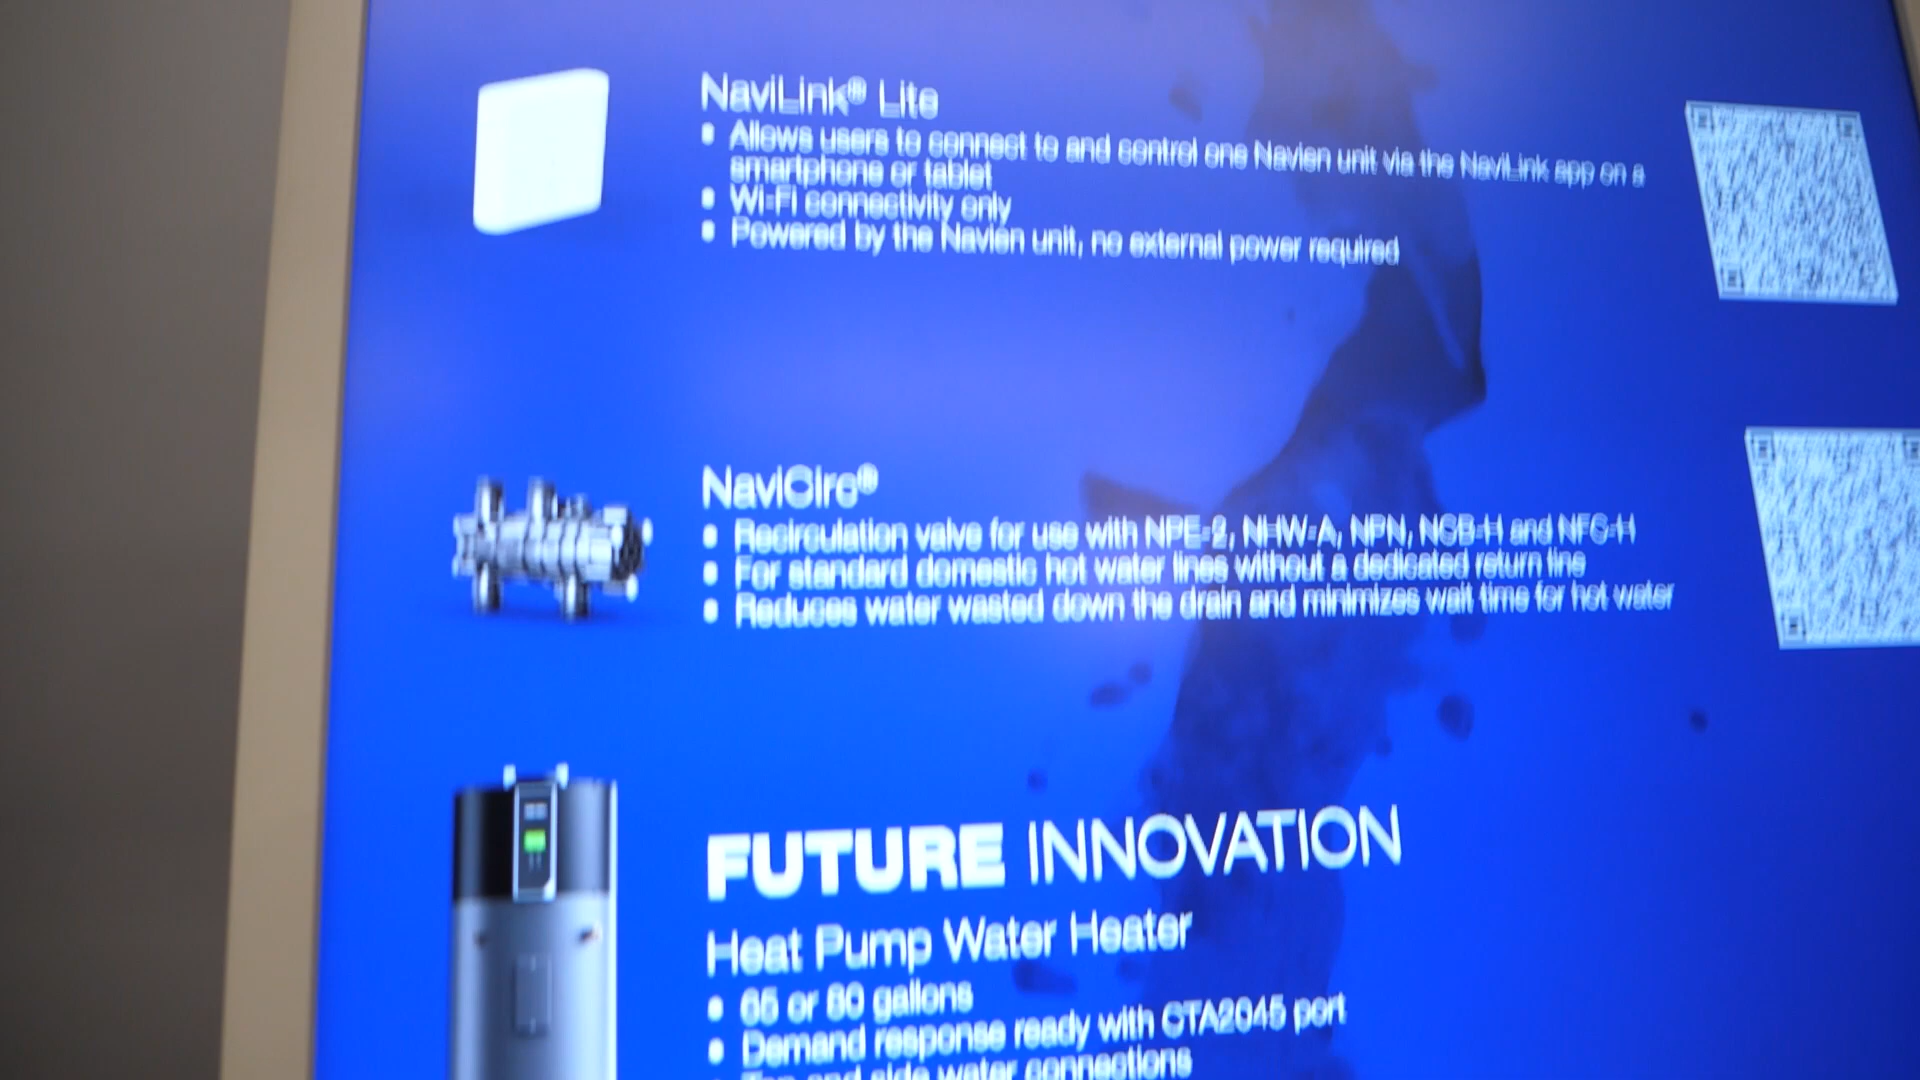 NaviLink® Lite
• Allows users to connect to and control one Navien unit via the NaviLink app on a
smartphone or tablet
• Wi-Fi connectivity only
• Powered by the Navien unit, no external power required
NaviCirc®
• Recirculation valve for use with NPE-2, NHW-A, NPN, NCB-H and NFC-H
• For standard domestic hot water lines without a dedicated return line
• Reduces water wasted down the drain and minimizes wait time for hot water
FUTURE INNOVATION
Heat Pump Water Heater
• 65 or 80 gallons
• Demand response ready with CTA2045 port
• Top and side water connections